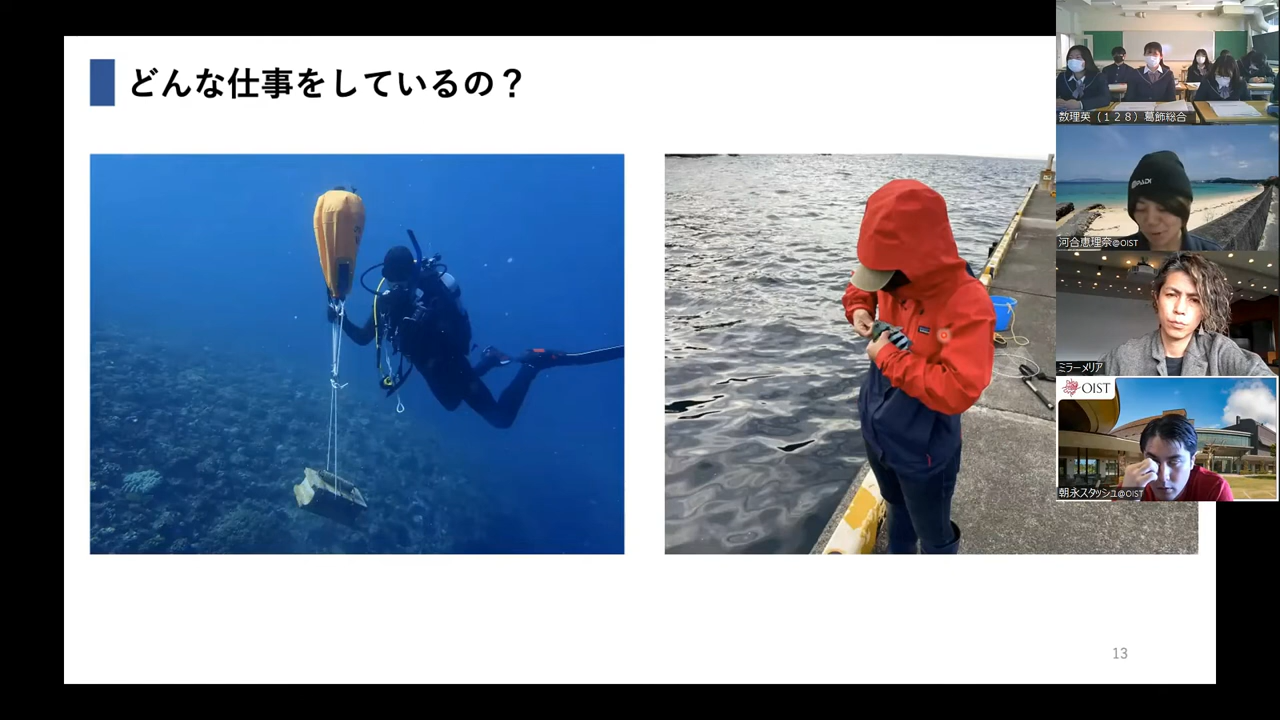 どんな仕事をしているの？
数理英（１２８）葛飾総合
PADI
河合恵理奈@OIST
ミラーメリア
OIST
朝永スタッシュ@OIST
13